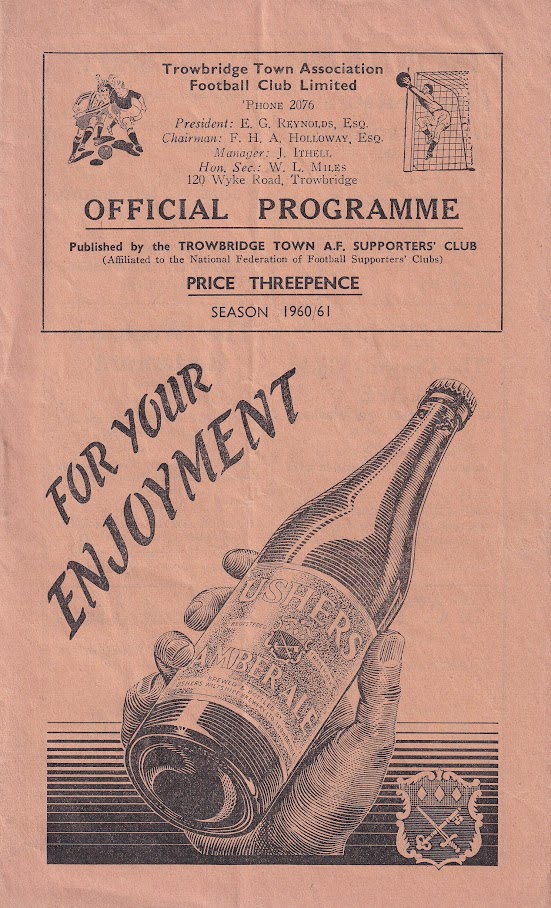 Trowbridge Town Association
Football Club Limited
'PHONE 2076
President: E. G. REYNOLDS, ESQ.
Chairman: F. H. A. HOLLOWAY, ESQ.
Manager: J. ITHELL
Hon. Sec.: W. L. MILES
120 Wyke Road, Trowbridge
OFFICIAL PROGRAMME
Published by the TROWBRIDGE TOWN A.F. SUPPORTERS' CLUB
(Affiliated to the National Federation of Football Supporters' Clubs)
PRICE THREEPENCE
SEASON 1960/61
FOR YOUR
ENJOYMENT
USHERS
AMBER ALE